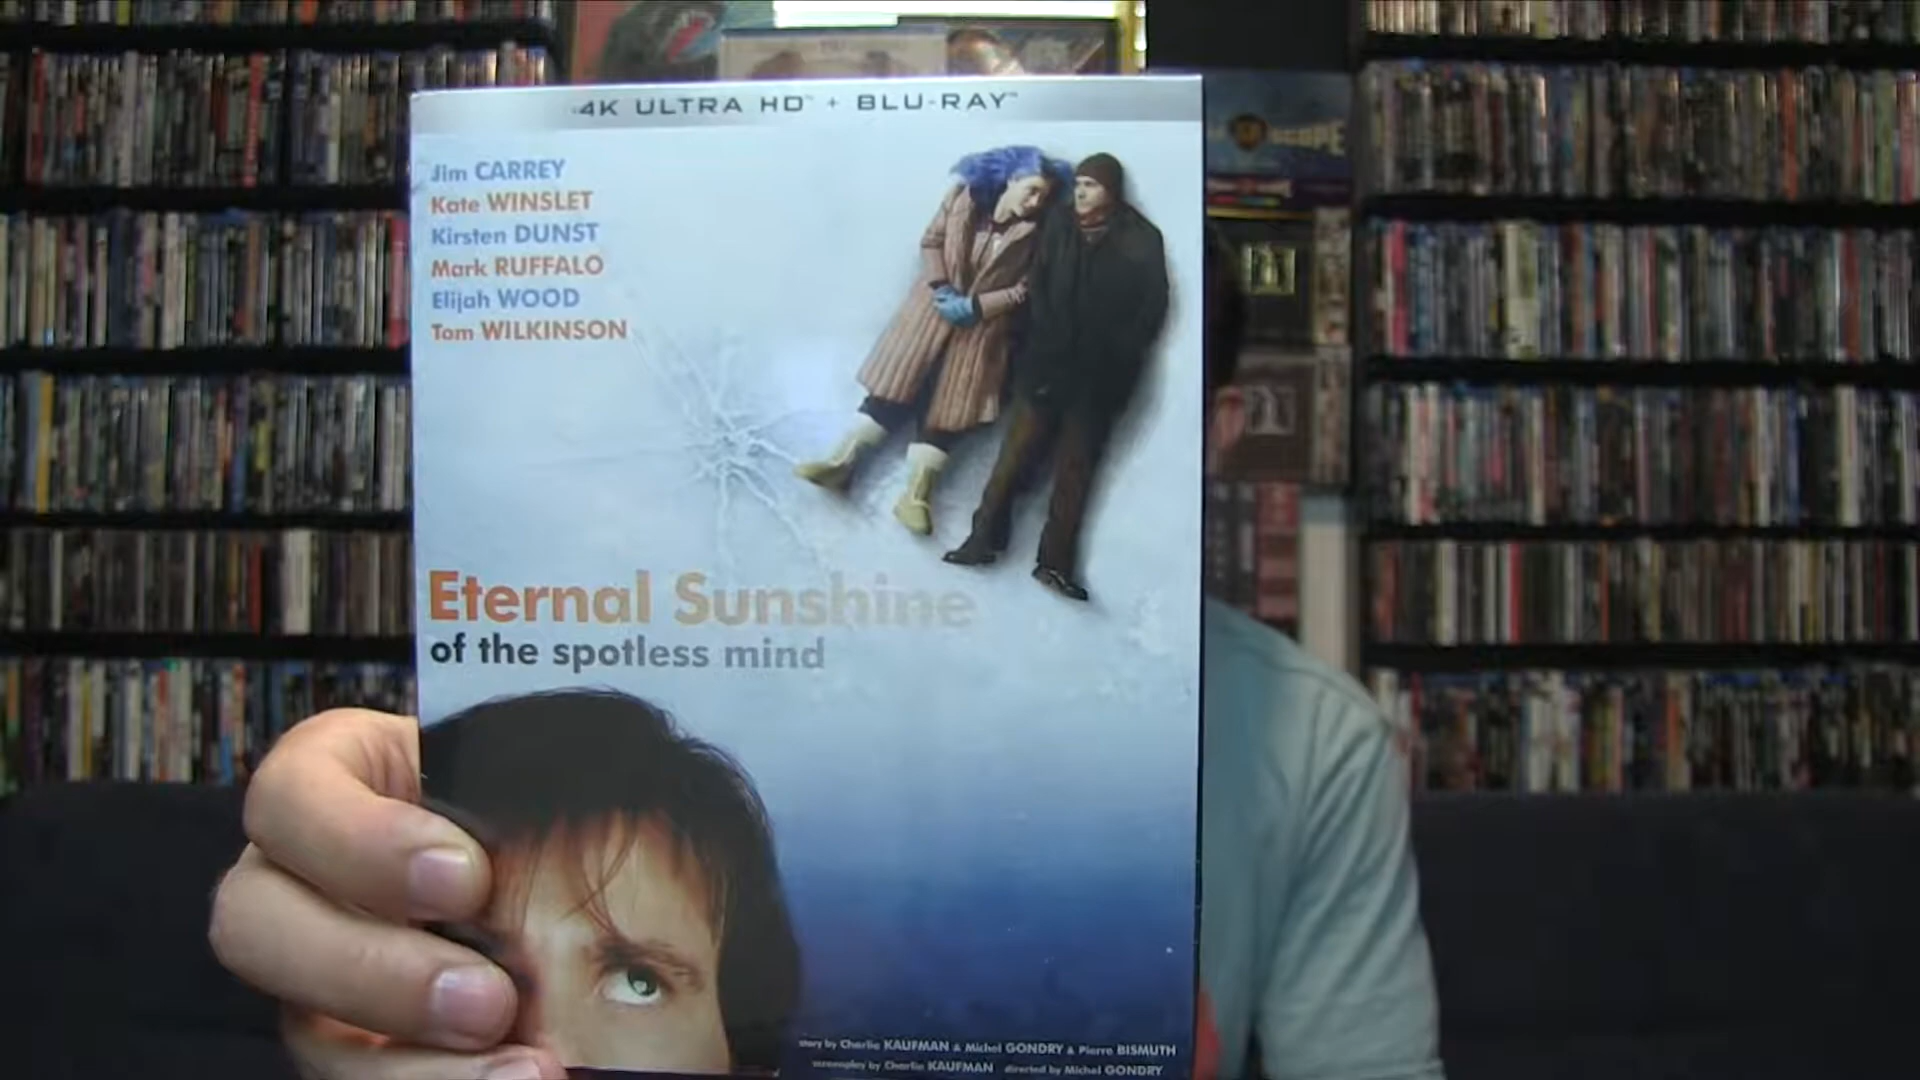 4K ULTRA HD™ + BLU-RAY™
Jim CARREY
Kate WINSLET
Kirsten DUNST
Mark RUFFALO
Elijah WOOD
Tom WILKINSON
Eternal Sunshine
of the spotless mind
story by Charlie KAUFMAN & Michel GONDRY & Pierre BISMUTH
screenplay by Charlie KAUFMAN directed by Michel GONDRY